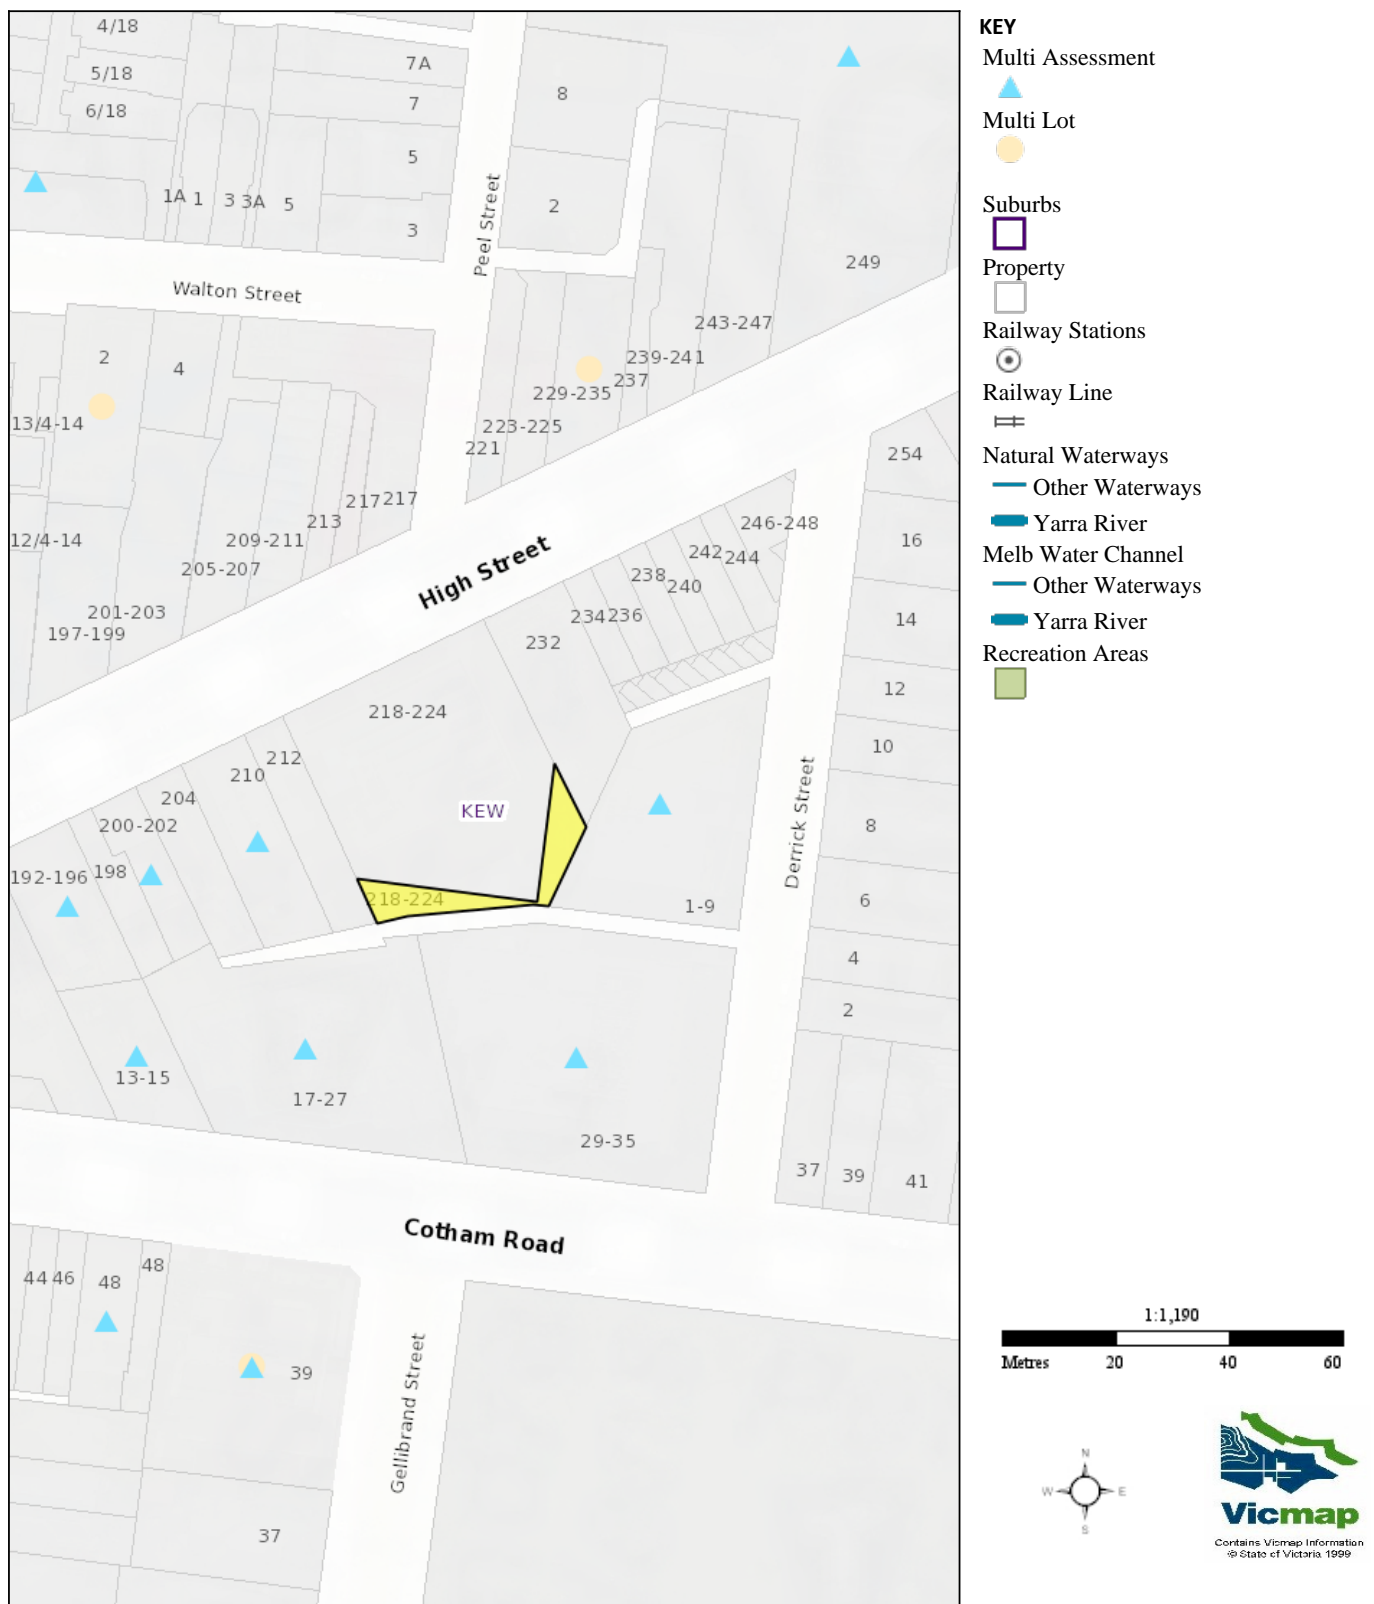 4/18
5/18
6/18
7A
7
5
3
8
2
1A 1 3 3A 5
Peel Street
249
Walton Street
243-247
239-241
237
229-235
223-225
221
2
4
13/4-14
12/4-14
217 217
213
209-211
205-207
201-203
197-199
High Street
254
246-248
242 244
238
240
234 236
232
16
14
12
10
8
6
4
2
218-224
212
210
204
200-202
198
192-196
KEW
218-224
Derrick Street
1-9
13-15
17-27
29-35
37
39
41
Cotham Road
44 46
48
48
39
Gellibrand Street
37
KEY
Multi Assessment
Multi Lot
Suburbs
Property
Railway Stations
Railway Line
Natural Waterways
Other Waterways
Yarra River
Melb Water Channel
Other Waterways
Yarra River
Recreation Areas
1:1,190
Metres 20 40 60
N
W E
S
Vicmap
Contains Vicmap Information
© State of Victoria 1999